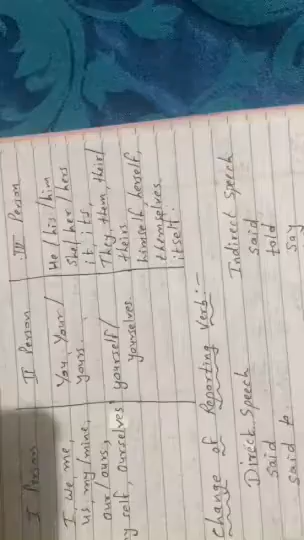 I Person II Person III Person
I, we, me, You, Your/ He/his/him
us, my/mine, yours. She/her/hers
our/ours, it, its,
yself, ourselves yourself/ They, them, their/
yourselves theirs
himself, herself,
themselves
itself.
Change of Reporting Verb:-
Direct Speech Indirect Speech
Said said
said to told
say